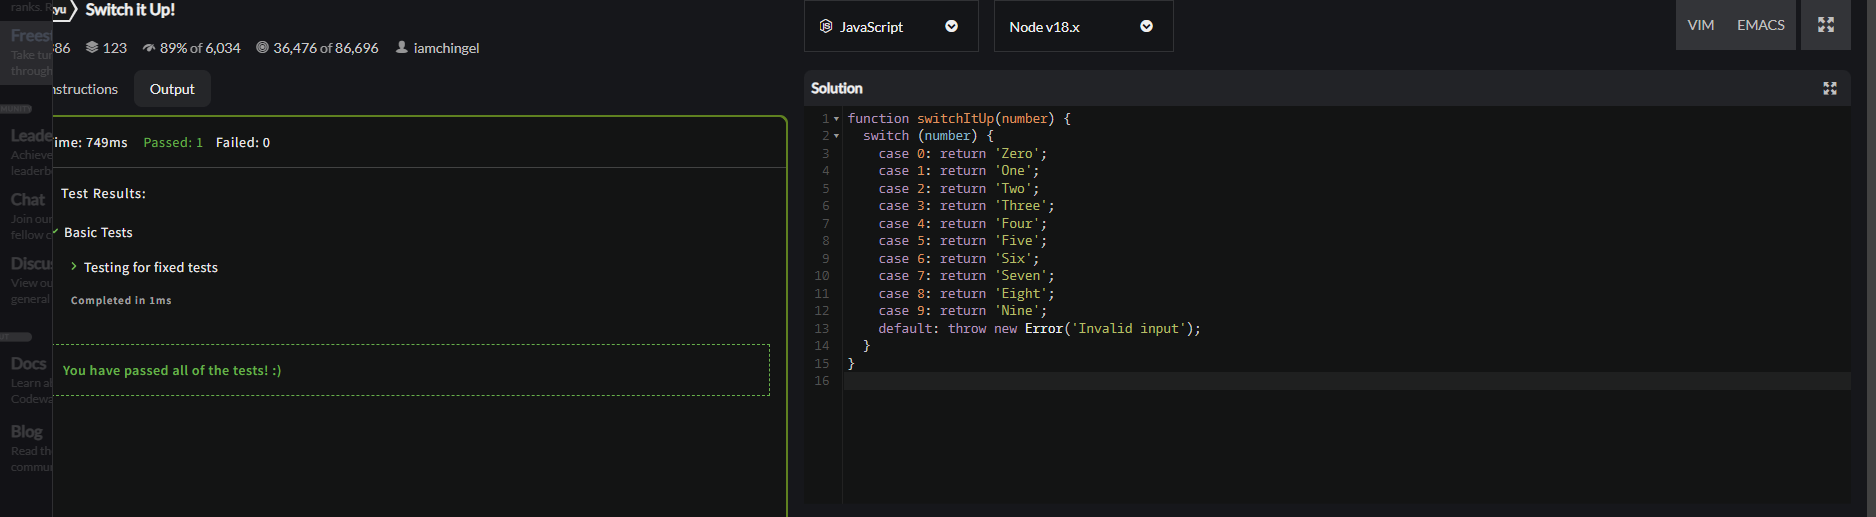 ranks. R
yu Switch it Up!
Frees
Take tur
through
86 123 89% of 6,034 36,476 of 86,696 iamchingel
nstructions Output
MUNITY
Leade
Achieve
leaderb
Chat
Join our
fellow c
Discus
View ou
general
Docs
Learn al
Codewa
Blog
Read th
commun
ime: 749ms Passed: 1 Failed: 0
Test Results:
Basic Tests
Testing for fixed tests
Completed in 1ms
You have passed all of the tests! :)
JavaScript Node v18.x VIM EMACS
Solution
1 function switchItUp(number) {
2 switch (number) {
3 case 0: return 'Zero';
4 case 1: return 'One';
5 case 2: return 'Two';
6 case 3: return 'Three';
7 case 4: return 'Four';
8 case 5: return 'Five';
9 case 6: return 'Six';
10 case 7: return 'Seven';
11 case 8: return 'Eight';
12 case 9: return 'Nine';
13 default: throw new Error('Invalid input');
14 }
15 }
16